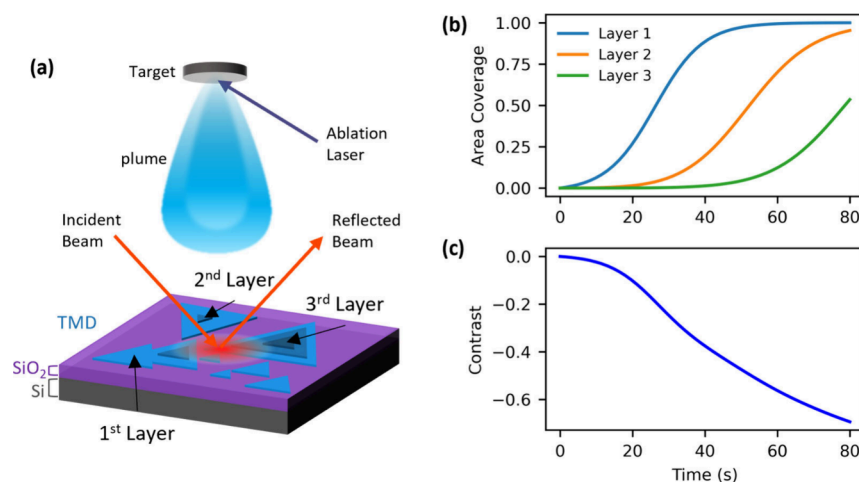 (a)
Target
Ablation
Laser
plume
Incident
Beam
Reflected
Beam
2nd Layer
3rd Layer
TMD
SiO2
Si
1st Layer
(b)
Layer 1
Layer 2
Layer 3
Area Coverage
1.00
0.75
0.50
0.25
0.00
0 20 40 60 80
(c)
Contrast
0.0
−0.2
−0.4
−0.6
0 20 40 60 80
Time (s)